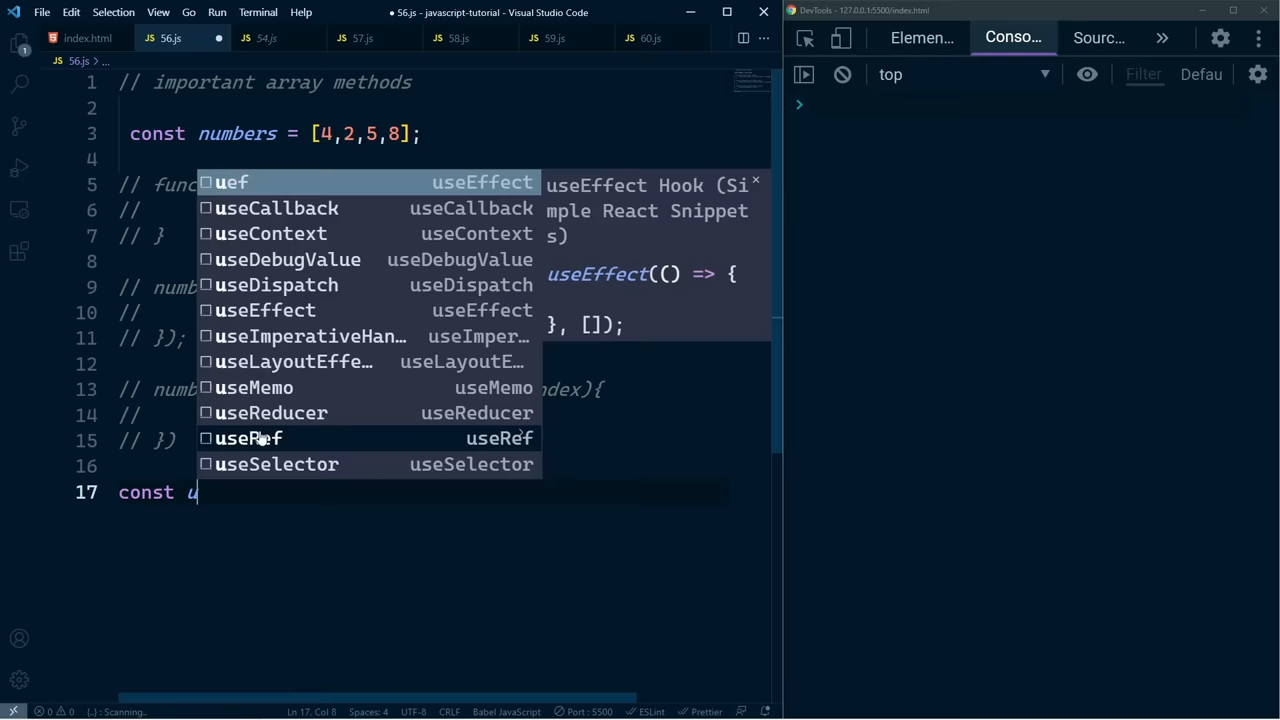 File Edit Selection View Go Run Terminal Help
● 56.js - javascript-tutorial - Visual Studio Code
DevTools - 127.0.0.1:5500/index.html
index.html
JS 56.js
JS 54.js
JS 57.js
JS 58.js
JS 59.js
JS 60.js
Elemen... Conso... Sourc... »
JS 56.js > ...
top
Filter
Defau
1
1 // important array methods
2
3 const numbers = [4,2,5,8];
4
5 // func
6 //
7 // }
8
9 // numb
10 //
11 // });
12
13 // numb ndex){
14 //
15 // })
16
17 const u
uef useEffect
useCallback useCallback
useContext useContext
useDebugValue useDebugValue
useDispatch useDispatch
useEffect useEffect
useImperativeHan... useImper...
useLayoutEffe... useLayoutE...
useMemo useMemo
useReducer useReducer
useRef useRef
useSelector useSelector
useEffect Hook (Si
mple React Snippet
s)
useEffect(() => {
}, []);
0 0 {..}: Scanning..
Ln 17, Col 8 Spaces: 4 UTF-8 CRLF Babel JavaScript Port : 5500 ESLint Prettier